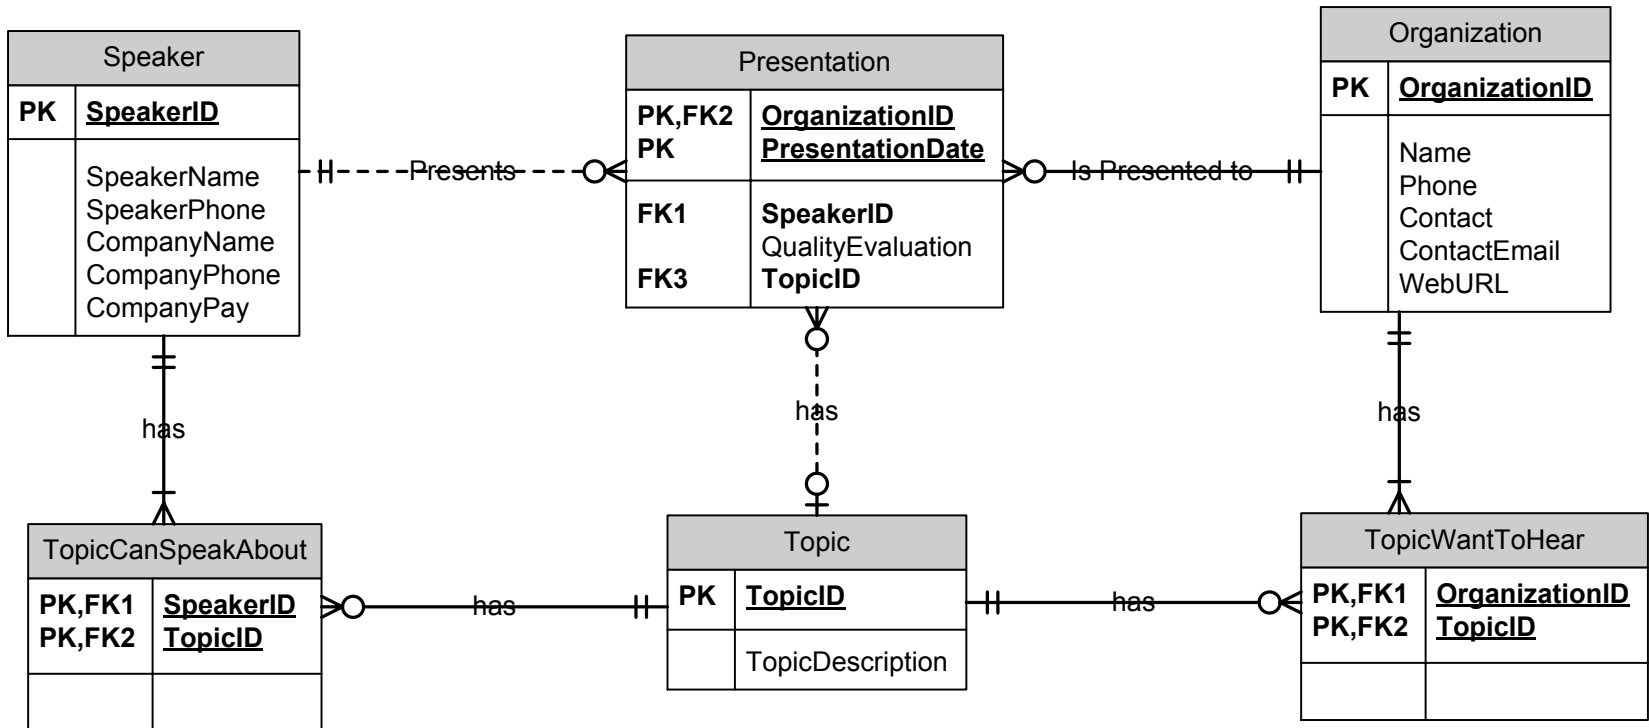 Speaker
PK SpeakerID
SpeakerName
SpeakerPhone
CompanyName
CompanyPhone
CompanyPay
Presents
Presentation
PK,FK2 OrganizationID
PK PresentationDate
FK1 SpeakerID
QualityEvaluation
FK3 TopicID
Is Presented to
Organization
PK OrganizationID
Name
Phone
Contact
ContactEmail
WebURL
has
has
has
TopicCanSpeakAbout
PK,FK1 SpeakerID
PK,FK2 TopicID
has
Topic
PK TopicID
TopicDescription
has
TopicWantToHear
PK,FK1 OrganizationID
PK,FK2 TopicID